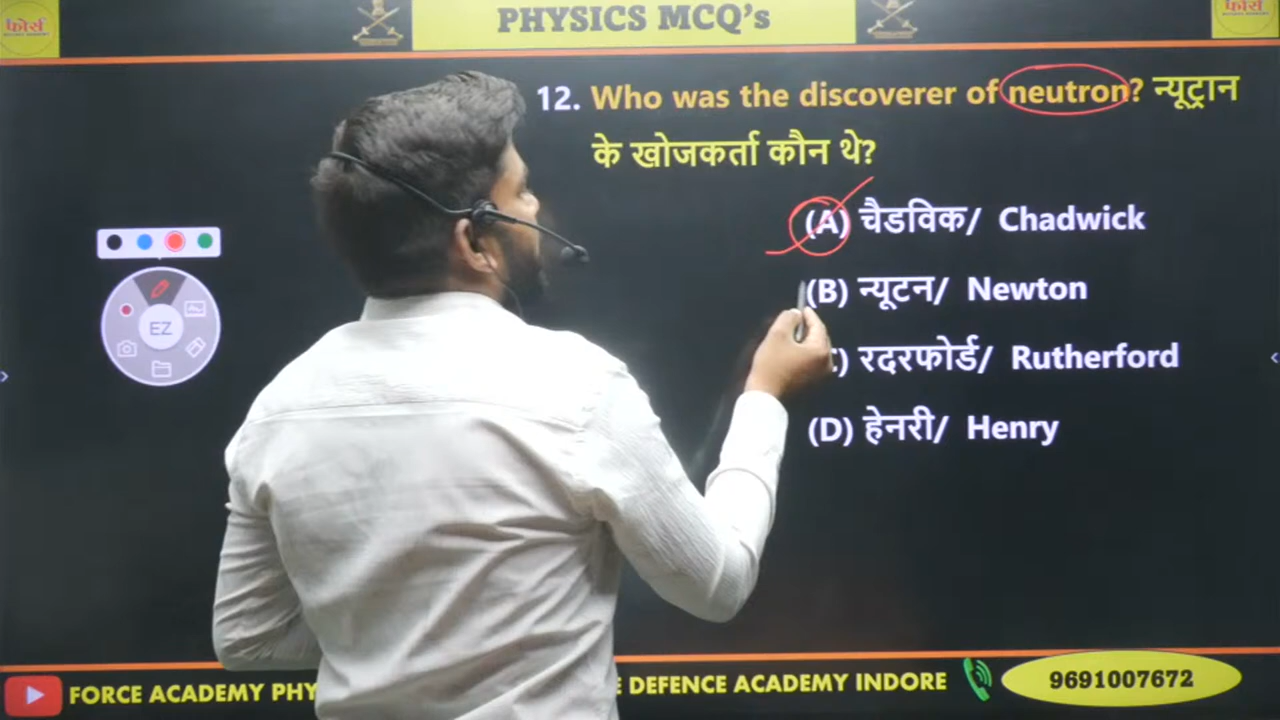 फोर्स
PHYSICS MCQ's
फोर्स
12. Who was the discoverer of neutron? न्यूट्रान
के खोजकर्ता कौन थे?
(A) चैडविक/ Chadwick
(B) न्यूटन/ Newton
रदरफोर्ड/ Rutherford
(D) हेनरी/ Henry
EZ
FORCE ACADEMY DEFENCE ACADEMY INDORE
9691007672